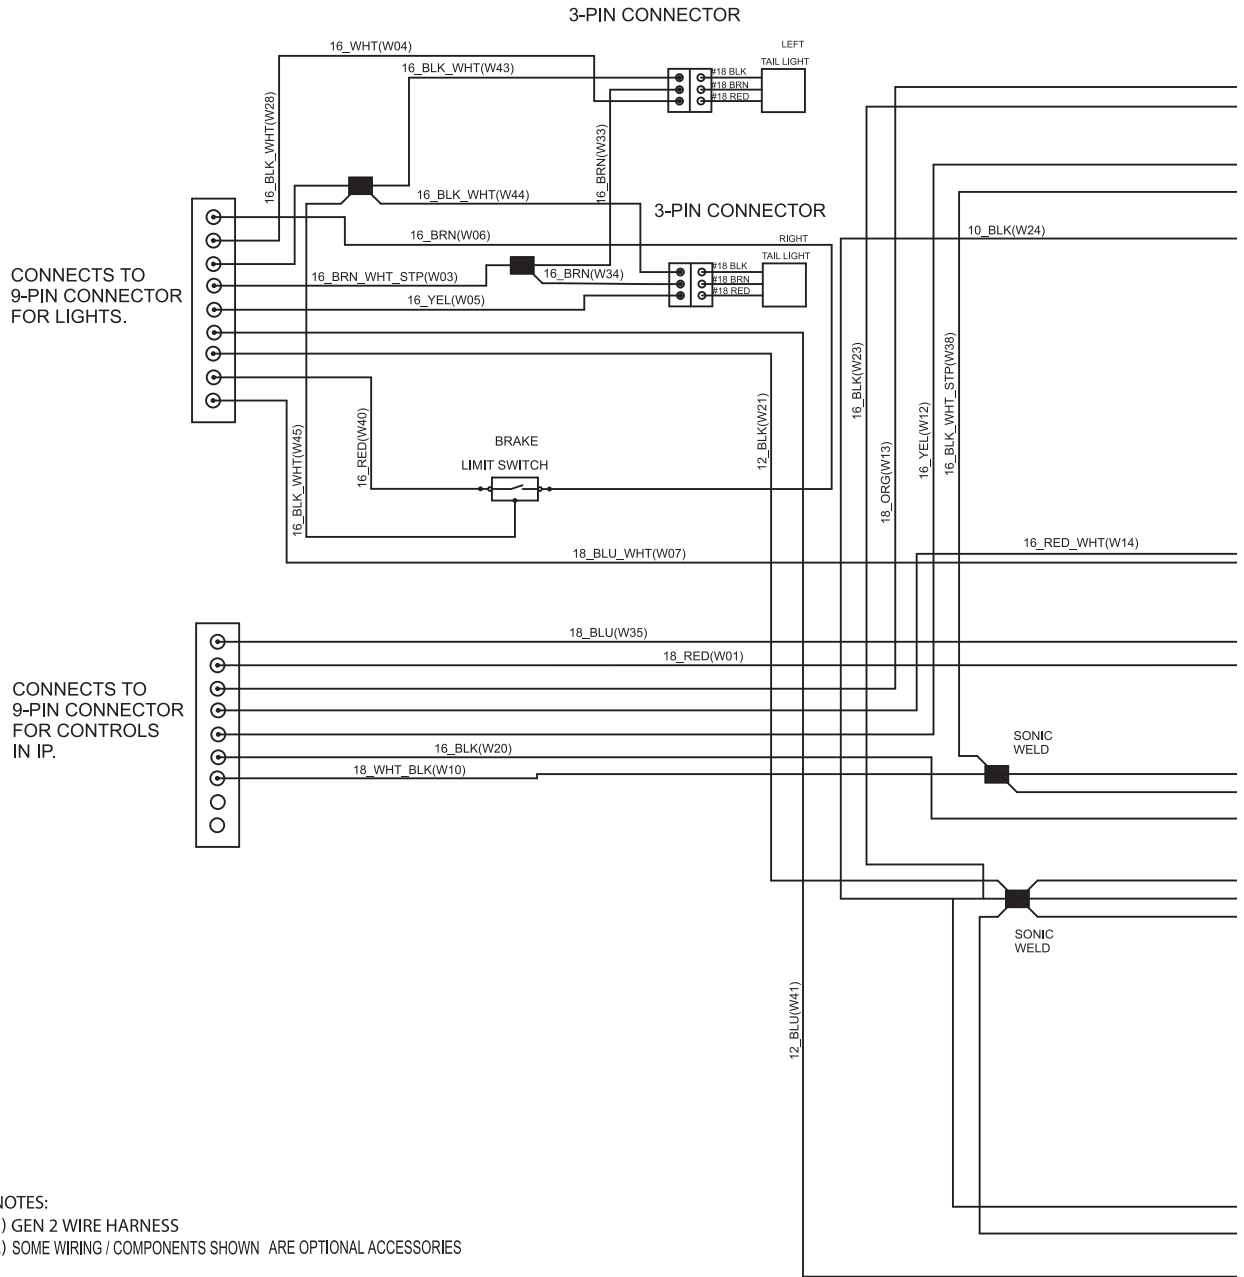 3-PIN CONNECTOR
16_WHT(W04)
LEFT
TAIL LIGHT
16_BLK_WHT(W43)
#18 BLK
#18 BRN
#18 RED
16_BLK_WHT(W28)
16_BRN(W33)
16_BLK_WHT(W44)
3-PIN CONNECTOR
10_BLK(W24)
16_BRN(W06)
RIGHT
TAIL LIGHT
CONNECTS TO
9-PIN CONNECTOR
FOR LIGHTS.
16_BRN_WHT_STP(W03)
16_BRN(W34)
#18 BLK
#18 BRN
#18 RED
16_YEL(W05)
16_BLK(W23)
16_BLK_WHT_STP(W38)
12_BLK(W21)
16_YEL(W12)
18_ORG(W13)
16_RED(W40)
16_BLK_WHT(W45)
BRAKE
LIMIT SWITCH
16_RED_WHT(W14)
18_BLU_WHT(W07)
18_BLU(W35)
18_RED(W01)
CONNECTS TO
9-PIN CONNECTOR
FOR CONTROLS
IN IP.
16_BLK(W20)
18_WHT_BLK(W10)
SONIC
WELD
SONIC
WELD
12_BLU(W41)
NOTES:
) GEN 2 WIRE HARNESS
) SOME WIRING / COMPONENTS SHOWN ARE OPTIONAL ACCESSORIES